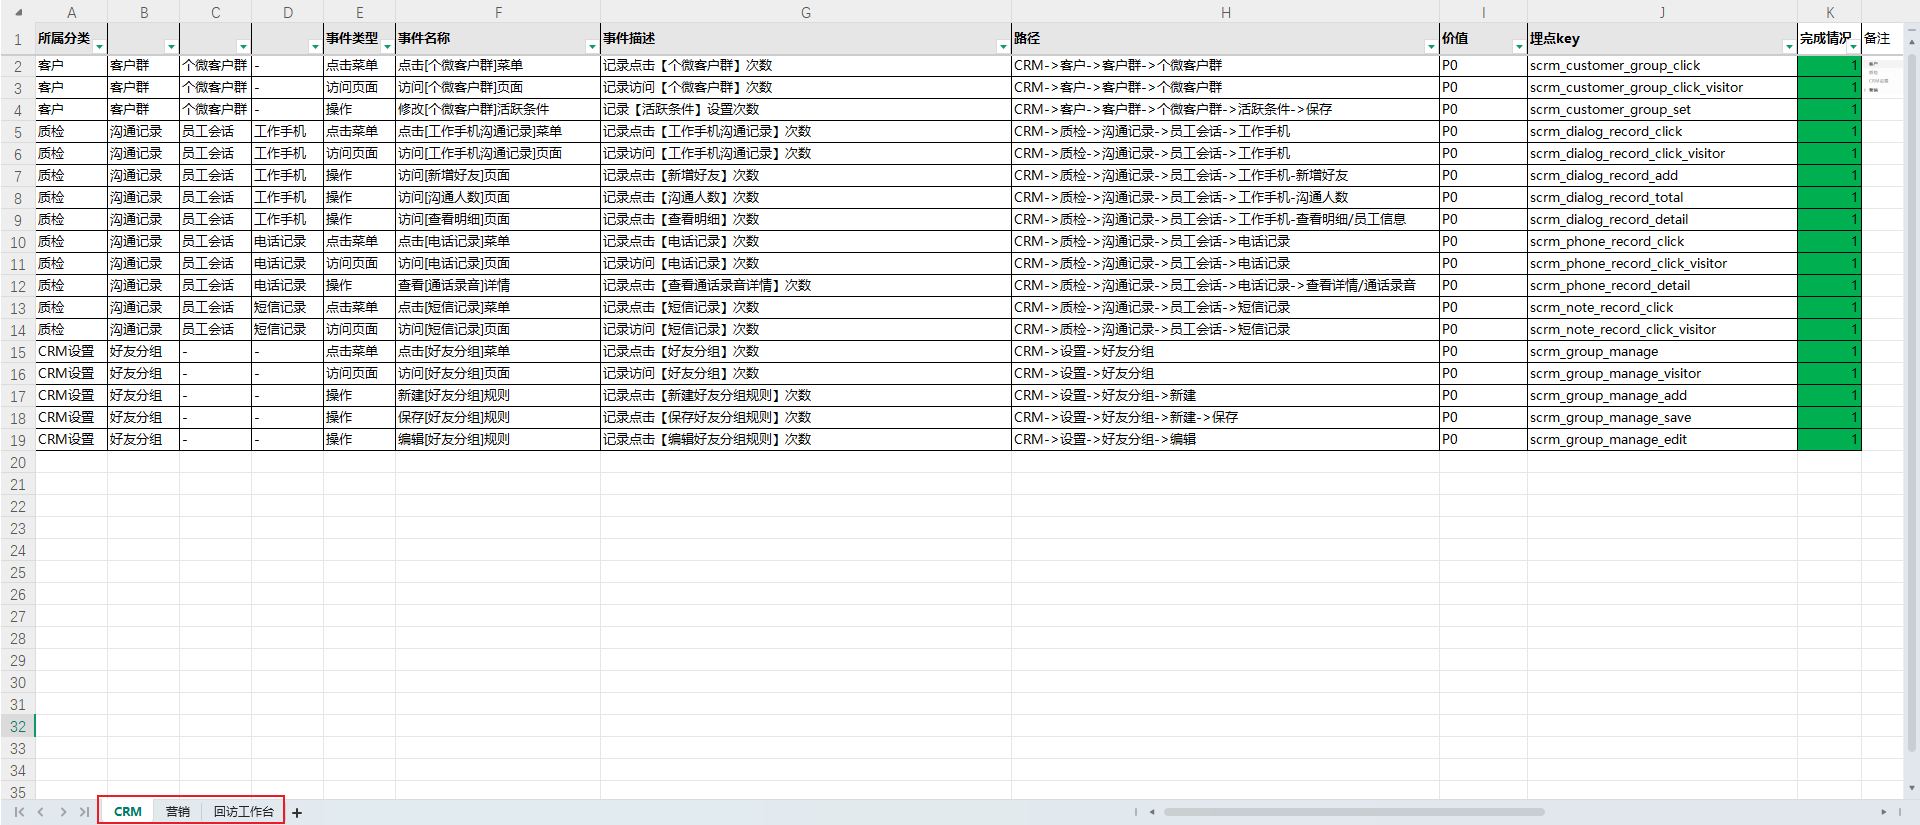 A B C D E F G H I J K
1 所属分类 事件类型 事件名称 事件描述 路径 价值 埋点key 完成情况 备注
2 客户 客户群 个微客户群 - 点击菜单 点击[个微客户群]菜单 记录点击【个微客户群】次数 CRM->客户->客户群->个微客户群 P0 scrm_customer_group_click 1
3 客户 客户群 个微客户群 - 访问页面 访问[个微客户群]页面 记录访问【个微客户群】次数 CRM->客户->客户群->个微客户群 P0 scrm_customer_group_click_visitor 1
4 客户 客户群 个微客户群 - 操作 修改[个微客户群]活跃条件 记录【活跃条件】设置次数 CRM->客户->客户群->个微客户群->活跃条件->保存 P0 scrm_customer_group_set 1
5 质检 沟通记录 员工会话 工作手机 点击菜单 点击[工作手机沟通记录]菜单 记录点击【工作手机沟通记录】次数 CRM->质检->沟通记录->员工会话->工作手机 P0 scrm_dialog_record_click 1
6 质检 沟通记录 员工会话 工作手机 访问页面 访问[工作手机沟通记录]页面 记录访问【工作手机沟通记录】次数 CRM->质检->沟通记录->员工会话->工作手机 P0 scrm_dialog_record_click_visitor 1
7 质检 沟通记录 员工会话 工作手机 操作 访问[新增好友]页面 记录点击【新增好友】次数 CRM->质检->沟通记录->员工会话->工作手机-新增好友 P0 scrm_dialog_record_add 1
8 质检 沟通记录 员工会话 工作手机 操作 访问[沟通人数]页面 记录点击【沟通人数】次数 CRM->质检->沟通记录->员工会话->工作手机-沟通人数 P0 scrm_dialog_record_total 1
9 质检 沟通记录 员工会话 工作手机 操作 访问[查看明细]页面 记录点击【查看明细】次数 CRM->质检->沟通记录->员工会话->工作手机-查看明细/员工信息 P0 scrm_dialog_record_detail 1
10 质检 沟通记录 员工会话 电话记录 点击菜单 点击[电话记录]菜单 记录点击【电话记录】次数 CRM->质检->沟通记录->员工会话->电话记录 P0 scrm_phone_record_click 1
11 质检 沟通记录 员工会话 电话记录 访问页面 访问[电话记录]页面 记录访问【电话记录】次数 CRM->质检->沟通记录->员工会话->电话记录 P0 scrm_phone_record_click_visitor 1
12 质检 沟通记录 员工会话 电话记录 操作 查看[通话录音]详情 记录点击【查看通话录音详情】次数 CRM->质检->沟通记录->员工会话->电话记录->查看详情/通话录音 P0 scrm_phone_record_detail 1
13 质检 沟通记录 员工会话 短信记录 点击菜单 点击[短信记录]菜单 记录点击【短信记录】次数 CRM->质检->沟通记录->员工会话->短信记录 P0 scrm_note_record_click 1
14 质检 沟通记录 员工会话 短信记录 访问页面 访问[短信记录]页面 记录访问【短信记录】次数 CRM->质检->沟通记录->员工会话->短信记录 P0 scrm_note_record_click_visitor 1
15 CRM设置 好友分组 - - 点击菜单 点击[好友分组]菜单 记录点击【好友分组】次数 CRM->设置->好友分组 P0 scrm_group_manage 1
16 CRM设置 好友分组 - - 访问页面 访问[好友分组]页面 记录访问【好友分组】次数 CRM->设置->好友分组 P0 scrm_group_manage_visitor 1
17 CRM设置 好友分组 - - 操作 新建[好友分组]规则 记录点击【新建好友分组规则】次数 CRM->设置->好友分组->新建 P0 scrm_group_manage_add 1
18 CRM设置 好友分组 - - 操作 保存[好友分组]规则 记录点击【保存好友分组规则】次数 CRM->设置->好友分组->新建->保存 P0 scrm_group_manage_save 1
19 CRM设置 好友分组 - - 操作 编辑[好友分组]规则 记录点击【编辑好友分组规则】次数 CRM->设置->好友分组->编辑 P0 scrm_group_manage_edit 1
20
21
22
23
24
25
26
27
28
29
30
31
32
33
34
35
CRM 营销 回访工作台 +